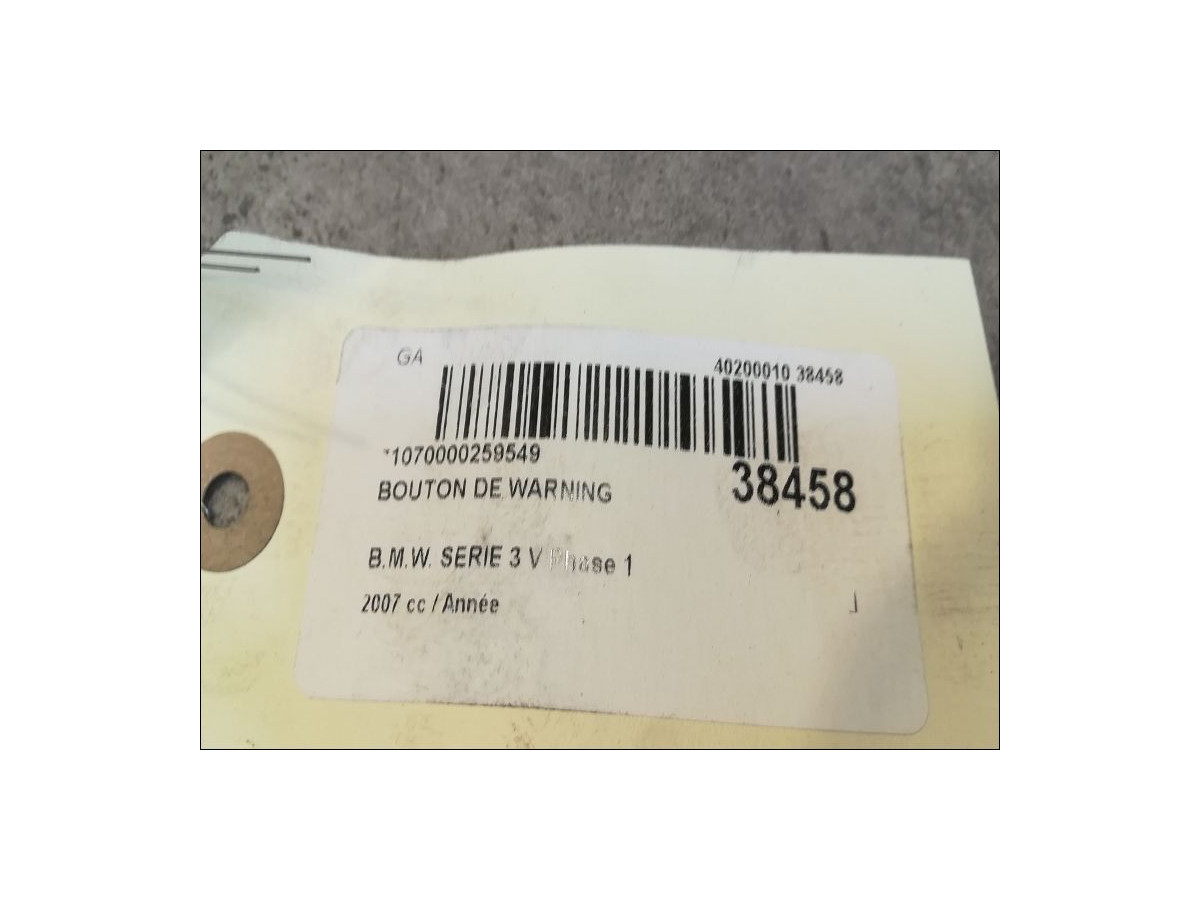 GA
40200010 38458
*1070000259549
38458
BOUTON DE WARNING
B.M.W. SERIE 3 V Phase 1
2007 cc / Année